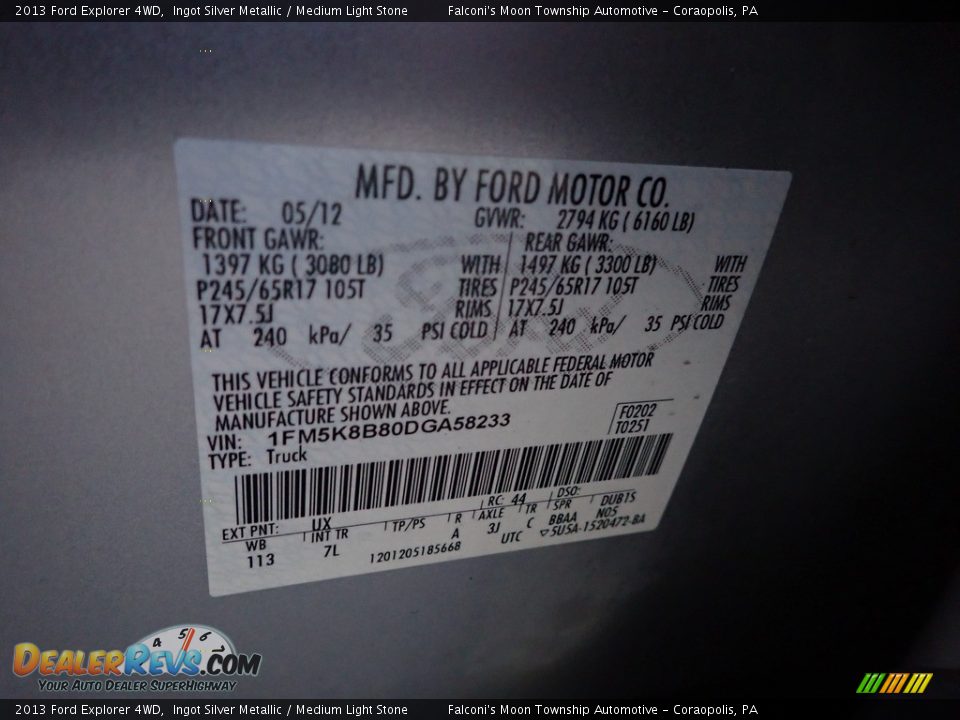 2013 Ford Explorer 4WD, Ingot Silver Metallic / Medium Light Stone Falconi's Moon Township Automotive - Coraopolis, PA
MFD. BY FORD MOTOR CO.
DATE: 05/12 GVWR: 2794 KG ( 6160 LB)
FRONT GAWR: REAR GAWR:
1397 KG ( 3080 LB) WITH 1497 KG ( 3300 LB) WITH
P245/65R17 105T TIRES P245/65R17 105T TIRES
17X7.5J RIMS 17X7.5J RIMS
AT 240 kPa/ 35 PSI COLD AT 240 kPa/ 35 PSI COLD
THIS VEHICLE CONFORMS TO ALL APPLICABLE FEDERAL MOTOR
VEHICLE SAFETY STANDARDS IN EFFECT ON THE DATE OF
MANUFACTURE SHOWN ABOVE.
VIN: 1FM5K8B80DGA58233 F0202
TYPE: Truck T0251
EXT PNT: UX RC: 44 DSO:
WB INT TR TP/PS R AXLE TR SPR DUB1S
113 7L A 3J C BBAA N05
1201205185668 UTC ▽5U5A-1520472-BA
DEALERREVS.COM
YOUR AUTO DEALER SUPERHIGHWAY
4 5 6 7
2013 Ford Explorer 4WD, Ingot Silver Metallic / Medium Light Stone Falconi's Moon Township Automotive - Coraopolis, PA